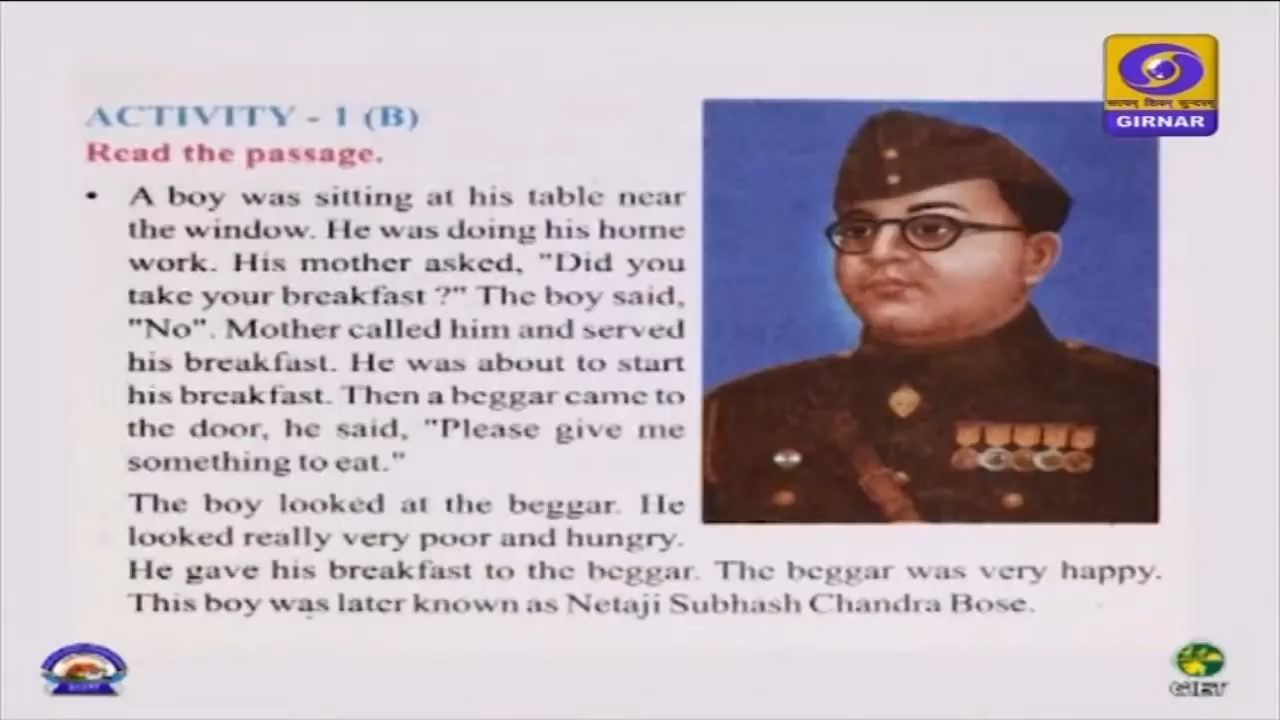 सत्यम् शिवम् सुन्दरम्
GIRNAR
ACTIVITY - 1 (B)
Read the passage.
• A boy was sitting at his table near
the window. He was doing his home
work. His mother asked, "Did you
take your breakfast ?" The boy said,
"No". Mother called him and served
his breakfast. He was about to start
his breakfast. Then a beggar came to
the door, he said, "Please give me
something to eat."
The boy looked at the beggar. He
looked really very poor and hungry.
He gave his breakfast to the beggar. The beggar was very happy.
This boy was later known as Netaji Subhash Chandra Bose.
GIET